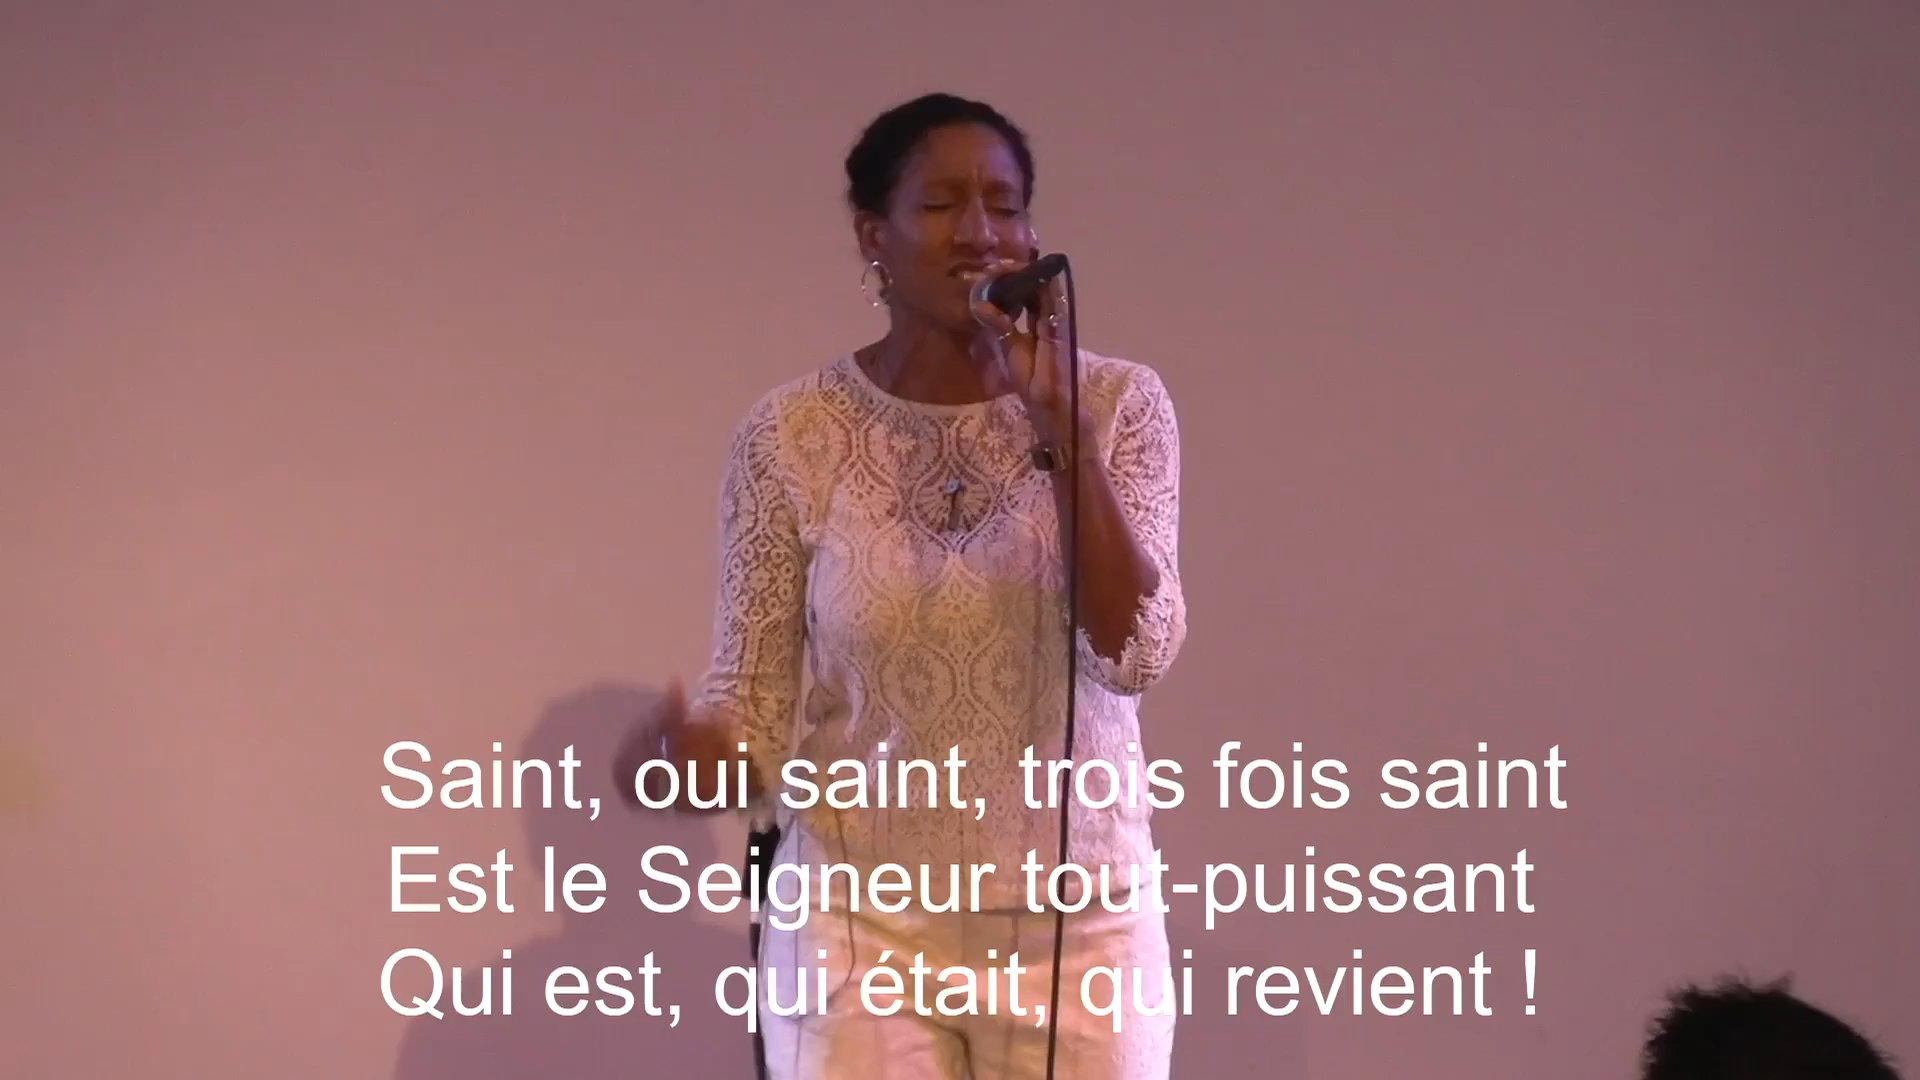 Saint, oui saint, trois fois saint
Est le Seigneur tout-puissant
Qui est, qui était, qui revient !